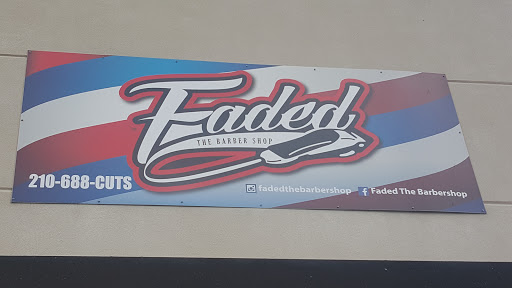 Faded
THE BARBER SHOP
210-688-CUTS
fadedthebarbershop
f Faded The Barbershop